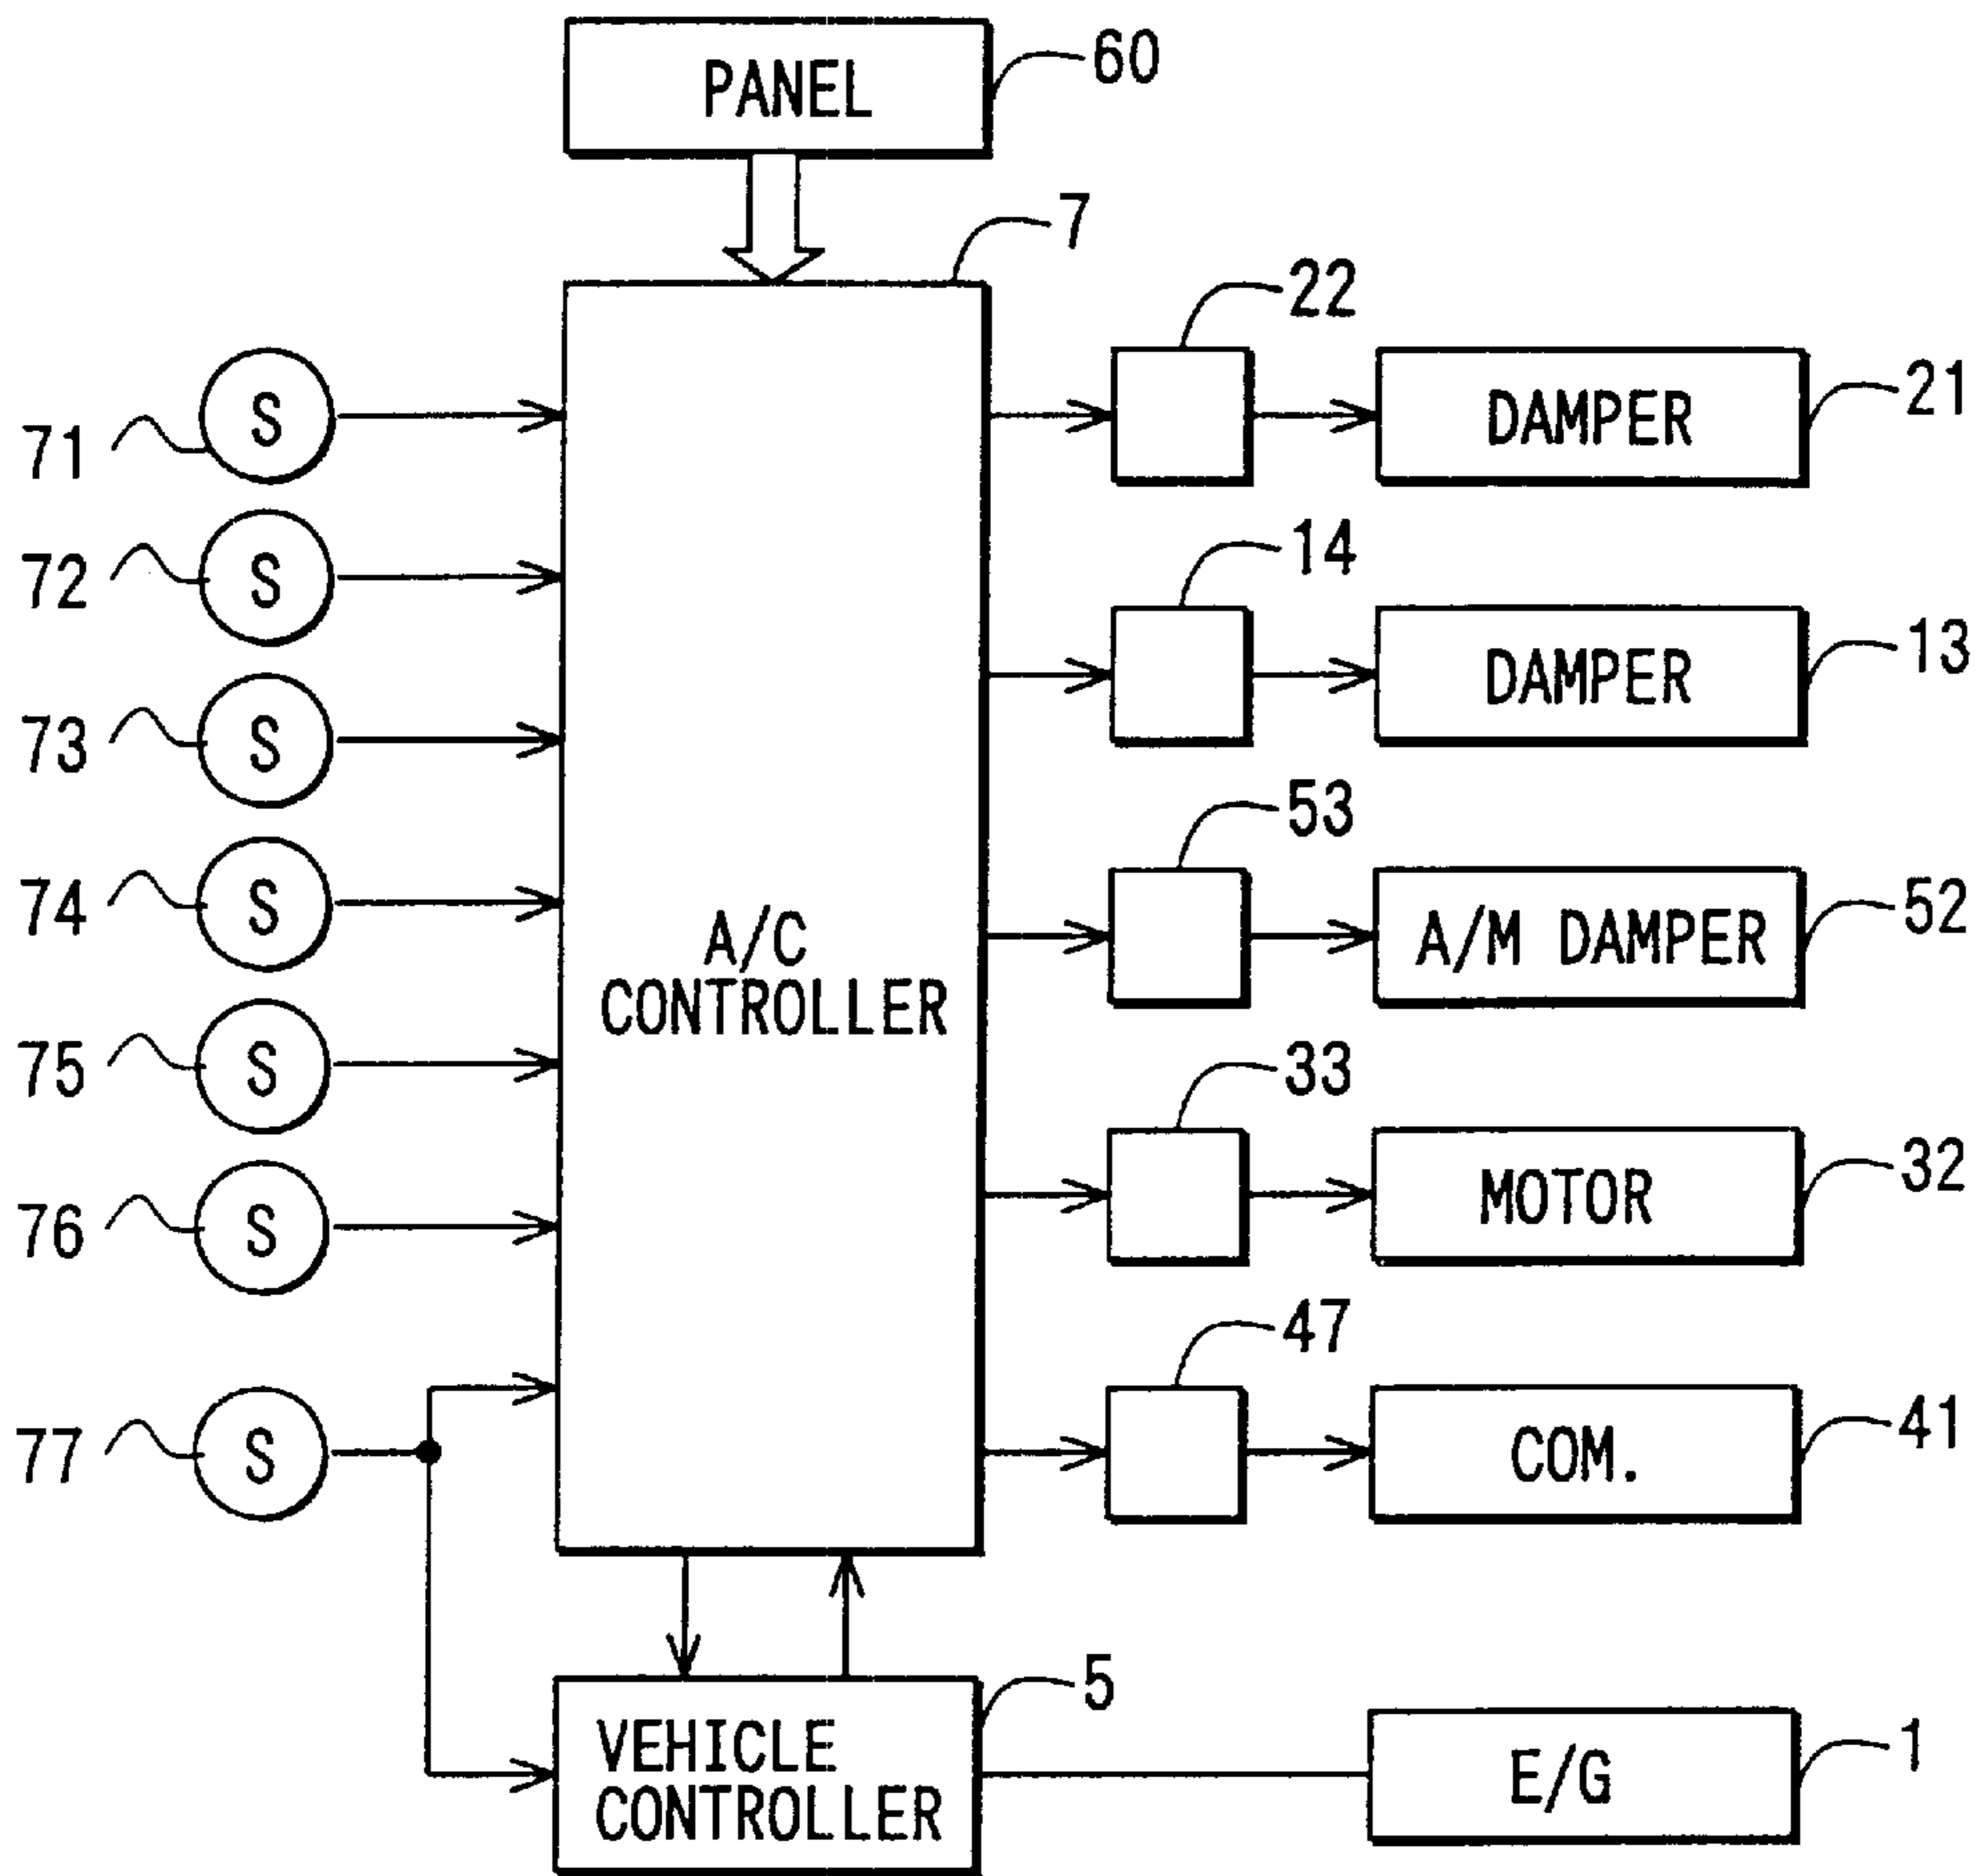 PANEL
60
7
22
71
S
DAMPER
21
72
S
14
DAMPER
13
73
S
53
74
S
A/C
CONTROLLER
A/M DAMPER
52
75
S
33
76
S
MOTOR
32
47
77
S
COM.
41
5
VEHICLE
CONTROLLER
E/G
1